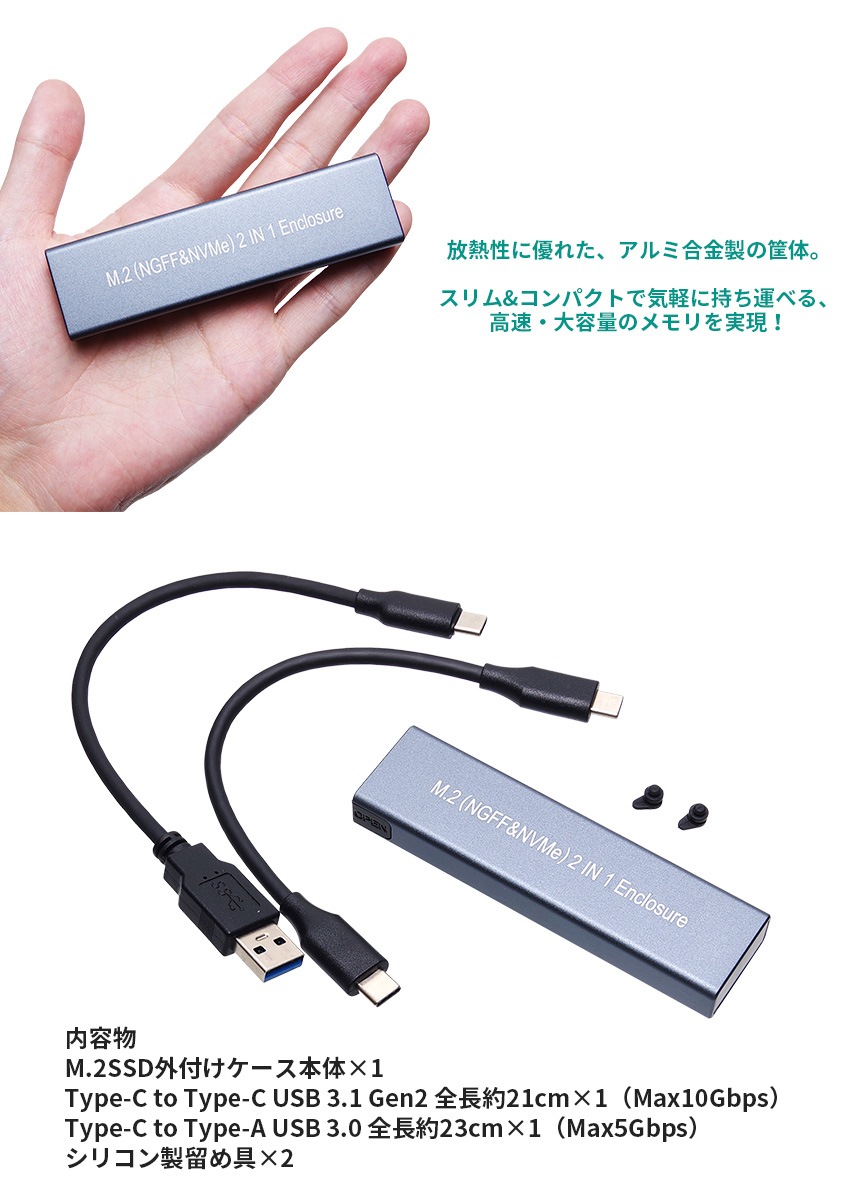 M.2(NGFF&NVMe) 2 IN 1 Enclosure
放熱性に優れた、アルミ合金製の筐体。
スリム&コンパクトで気軽に持ち運べる、
高速・大容量のメモリを実現！
M.2(NGFF&NVMe) 2 IN 1 Enclosure
OPEN
内容物
M.2SSD外付けケース本体×1
Type-C to Type-C USB 3.1 Gen2 全長約21cm×1（Max10Gbps）
Type-C to Type-A USB 3.0 全長約23cm×1（Max5Gbps）
シリコン製留め具×2